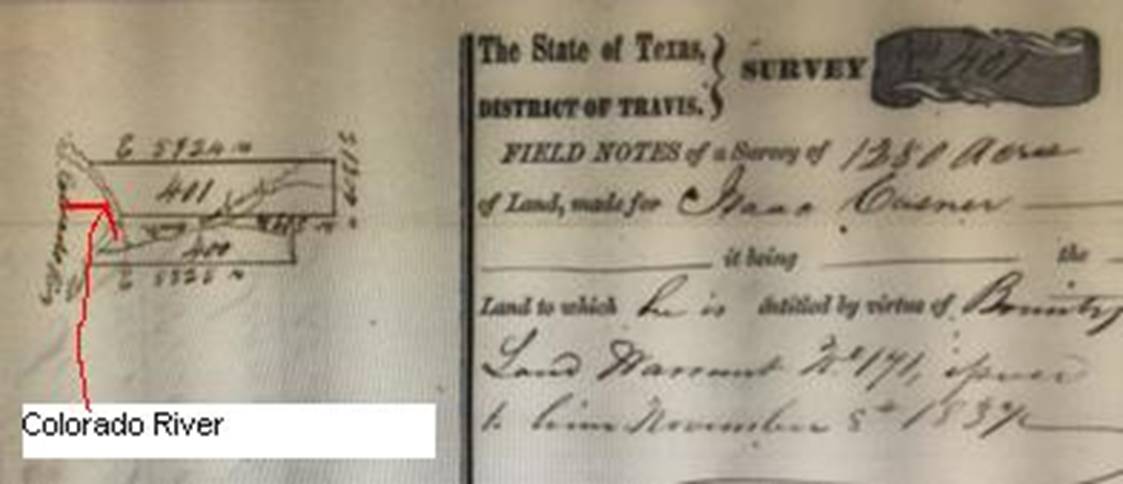 The State of Texas,
DISTRICT OF TRAVIS.
SURVEY 401
FIELD NOTES of a Survey of 1280 Acres
of Land, made for Isaac Casner
it being the
Land to which he is entitled by virtue of Bounty
Land Warrant No 191, issued
to him November 8th 1837
401
400
Colorado River